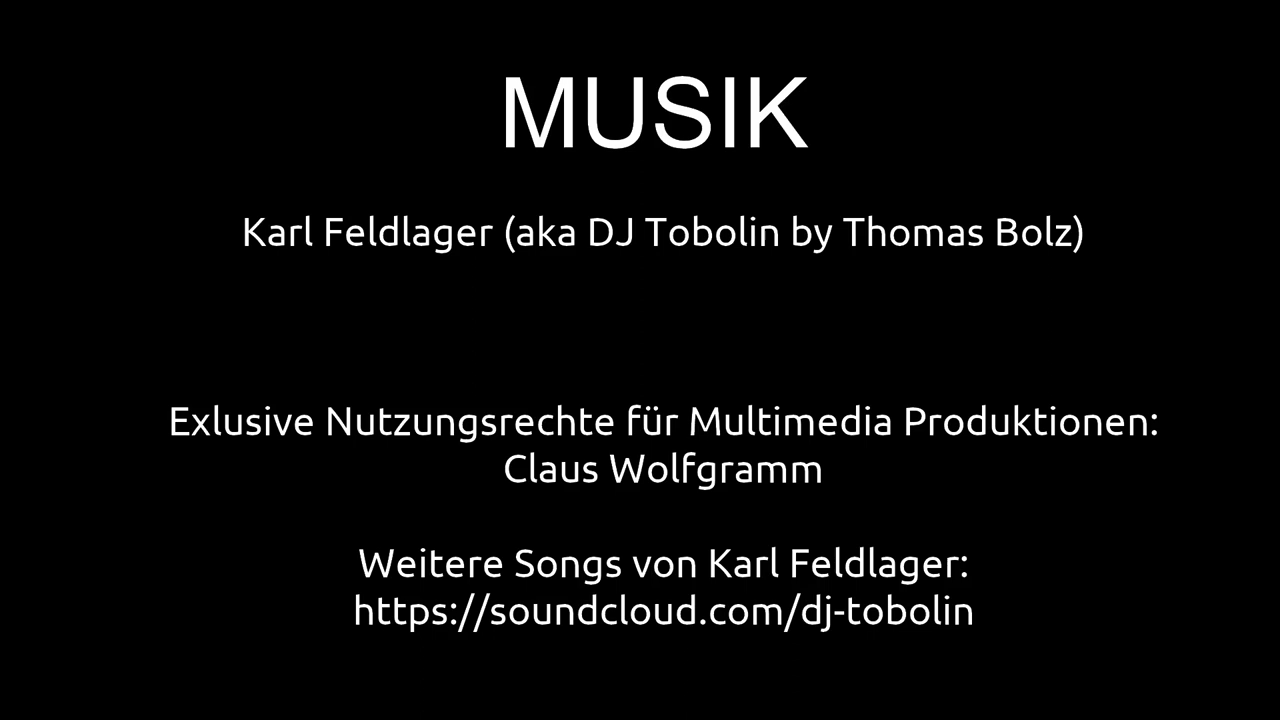 MUSIK
Karl Feldlager (aka DJ Tobolin by Thomas Bolz)
Exlusive Nutzungsrechte für Multimedia Produktionen:
Claus Wolfgramm
Weitere Songs von Karl Feldlager:
https://soundcloud.com/dj-tobolin